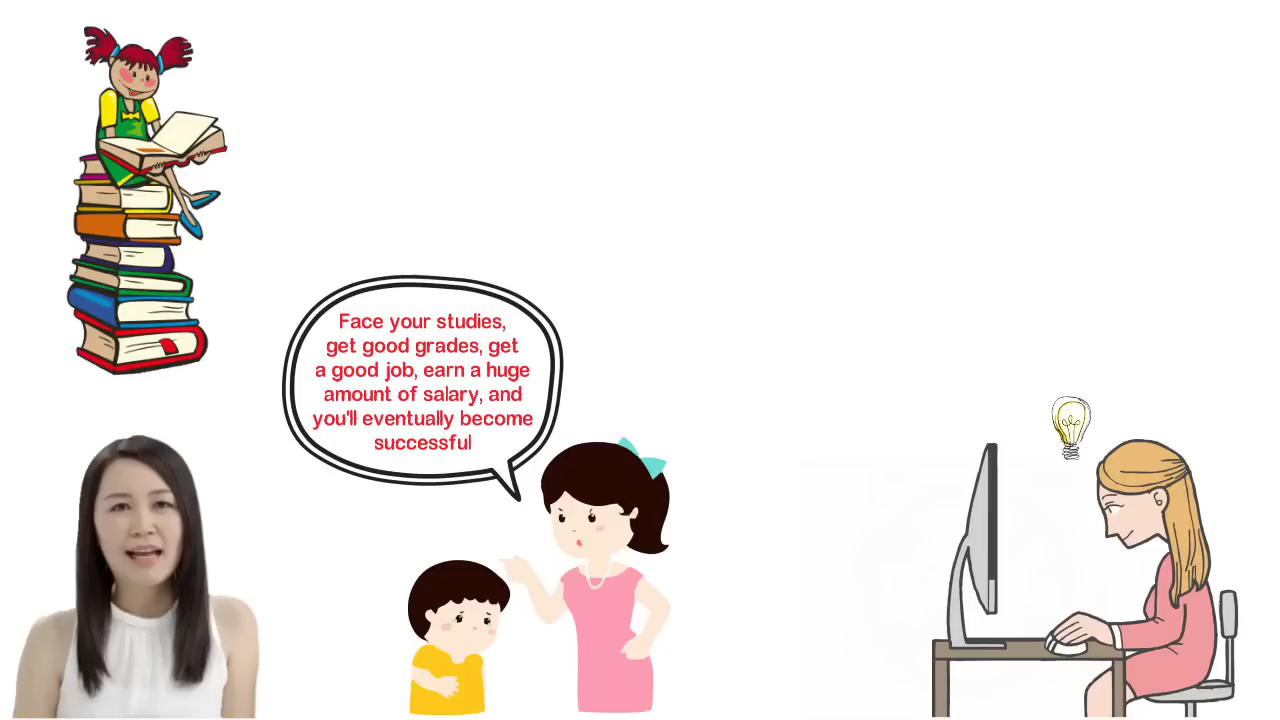 Face your studies,
get good grades, get
a good job, earn a huge
amount of salary, and
you'll eventually become
successful